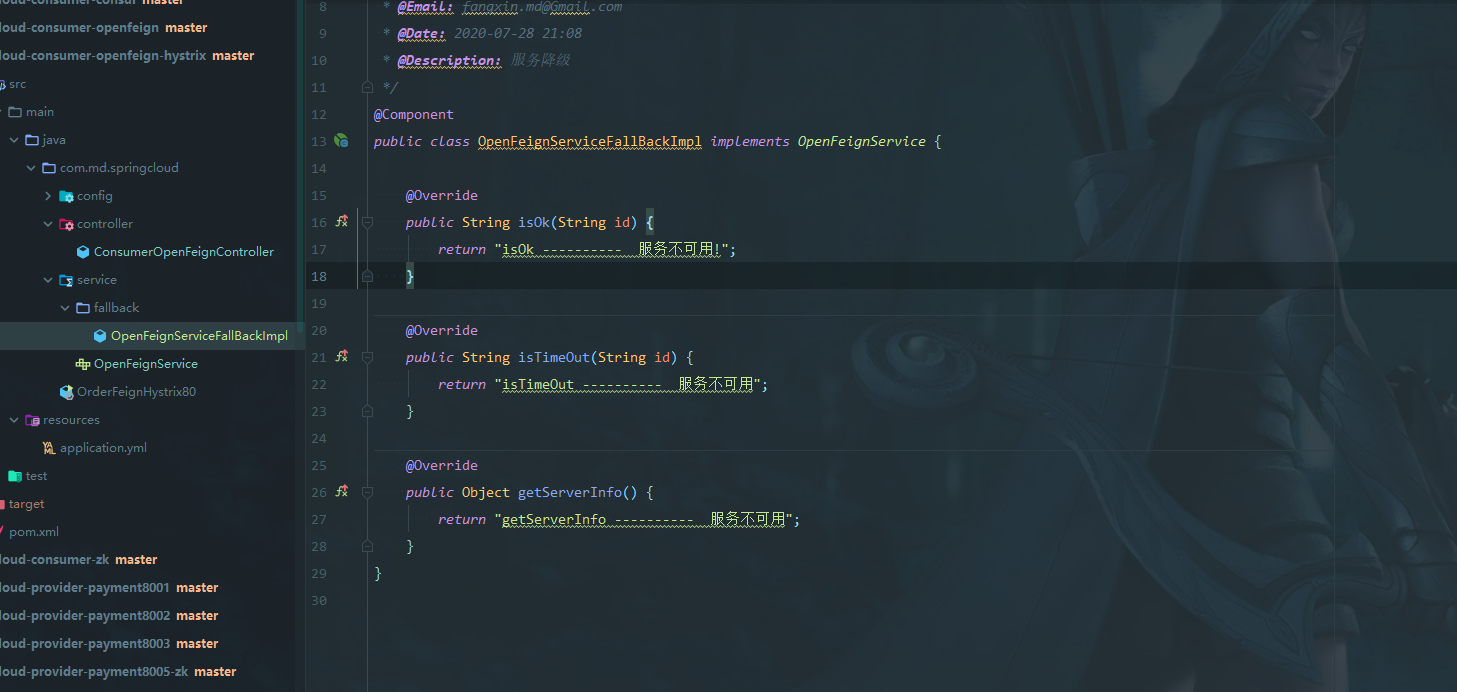 loud-consumer-consul master
loud-consumer-openfeign master
loud-consumer-openfeign-hystrix master
src
main
java
com.md.springcloud
config
controller
ConsumerOpenFeignController
service
fallback
OpenFeignServiceFallBackImpl
OpenFeignService
OrderFeignHystrix80
resources
application.yml
test
target
pom.xml
loud-consumer-zk master
loud-provider-payment8001 master
loud-provider-payment8002 master
loud-provider-payment8003 master
loud-provider-payment8005-zk master
8 * @Email: fangxin.md@Gmail.com
9 * @Date: 2020-07-28 21:08
10 * @Description: 服务降级
11 */
12 @Component
13 public class OpenFeignServiceFallBackImpl implements OpenFeignService {
14
15 @Override
16 public String isOk(String id) {
17 return "isOk ---------- 服务不可用!";
18 }
19
20 @Override
21 public String isTimeOut(String id) {
22 return "isTimeOut ---------- 服务不可用";
23 }
24
25 @Override
26 public Object getServerInfo() {
27 return "getServerInfo ---------- 服务不可用";
28 }
29 }
30